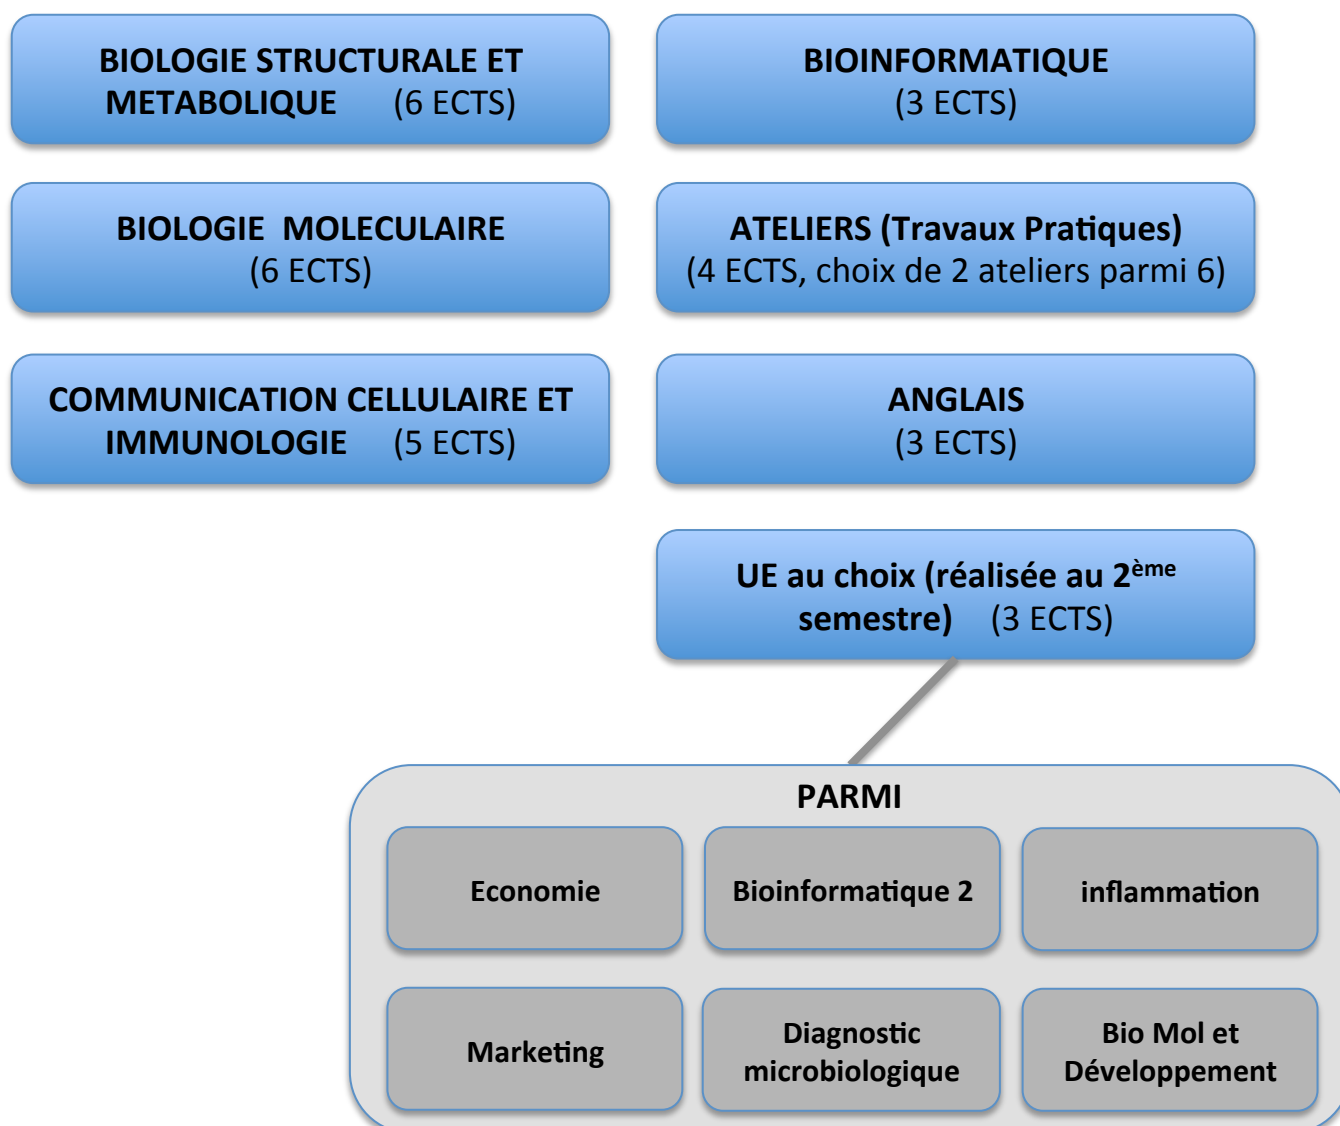 BIOLOGIE STRUCTURALE ET
METABOLIQUE (6 ECTS)
BIOINFORMATIQUE
(3 ECTS)
BIOLOGIE MOLECULAIRE
(6 ECTS)
ATELIERS (Travaux Pratiques)
(4 ECTS, choix de 2 ateliers parmi 6)
COMMUNICATION CELLULAIRE ET
IMMUNOLOGIE (5 ECTS)
ANGLAIS
(3 ECTS)
UE au choix (réalisée au 2ème
semestre) (3 ECTS)
PARMI
Economie
Bioinformatique 2
inflammation
Marketing
Diagnostic
microbiologique
Bio Mol et
Développement